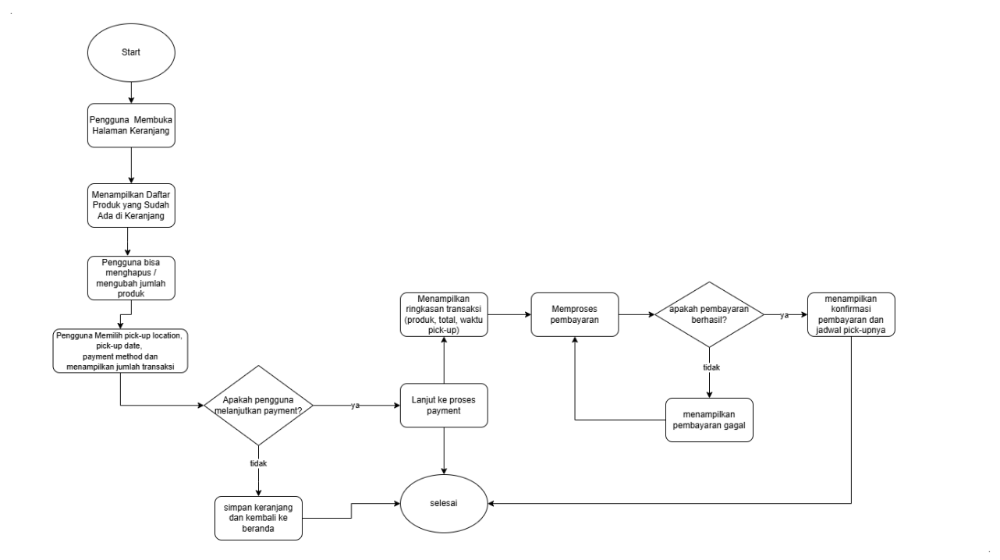 Start
Pengguna Membuka
Halaman Keranjang
Menampilkan Daftar
Produk yang Sudah
Ada di Keranjang
Pengguna bisa
menghapus /
mengubah jumlah
produk
Pengguna Memilih pick-up location,
pick-up date,
payment method dan
menampilkan jumlah transaksi
Apakah pengguna
melanjutkan payment?
ya
tidak
simpan keranjang
dan kembali ke
beranda
Lanjut ke proses
payment
Menampilkan
ringkasan transaksi
(produk, total, waktu
pick-up)
Memproses
pembayaran
apakah pembayaran
berhasil?
ya
tidak
menampilkan
pembayaran gagal
menampilkan
konfirmasi
pembayaran dan
jadwal pick-upnya
selesai